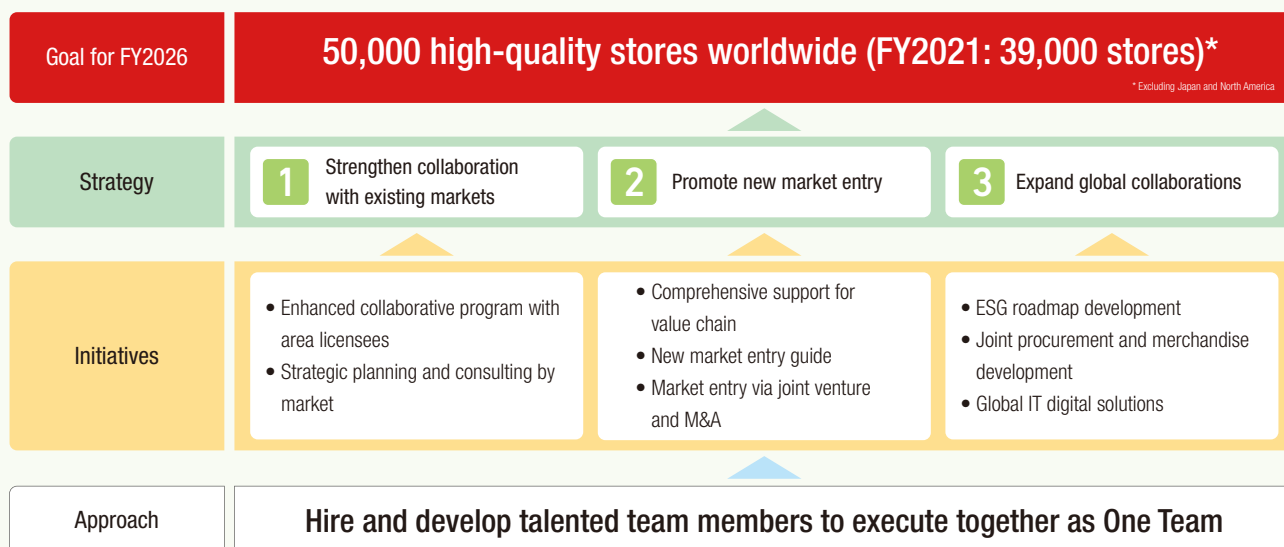 Goal for FY2026
50,000 high-quality stores worldwide (FY2021: 39,000 stores)*
* Excluding Japan and North America
Strategy
1
Strengthen collaboration
with existing markets
2
Promote new market entry
3
Expand global collaborations
Initiatives
• Enhanced collaborative program with
area licensees
• Strategic planning and consulting by
market
• Comprehensive support for
value chain
• New market entry guide
• Market entry via joint venture
and M&A
• ESG roadmap development
• Joint procurement and merchandise
development
• Global IT digital solutions
Approach
Hire and develop talented team members to execute together as One Team